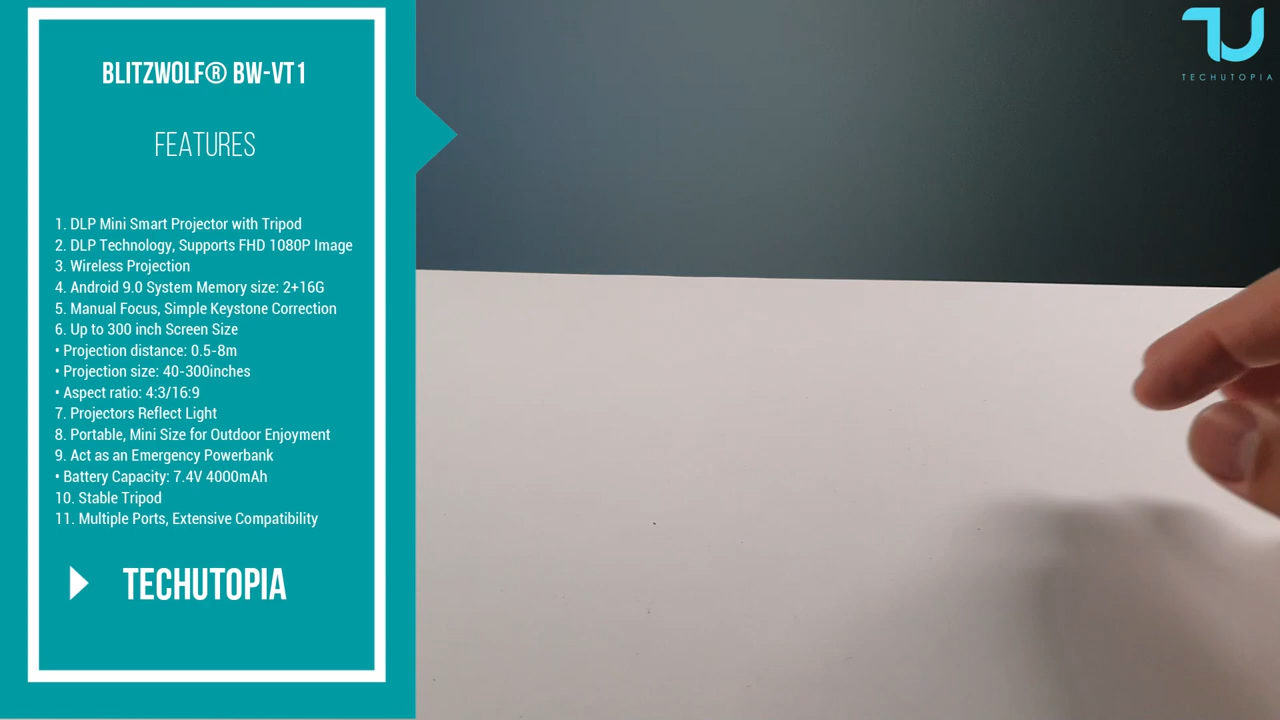 BLITZWOLF® BW-VT1
FEATURES
1. DLP Mini Smart Projector with Tripod
2. DLP Technology, Supports FHD 1080P Image
3. Wireless Projection
4. Android 9.0 System Memory size: 2+16G
5. Manual Focus, Simple Keystone Correction
6. Up to 300 inch Screen Size
• Projection distance: 0.5-8m
• Projection size: 40-300inches
• Aspect ratio: 4:3/16:9
7. Projectors Reflect Light
8. Portable, Mini Size for Outdoor Enjoyment
9. Act as an Emergency Powerbank
• Battery Capacity: 7.4V 4000mAh
10. Stable Tripod
11. Multiple Ports, Extensive Compatibility
TECHUTOPIA
TU
TECHUTOPIA